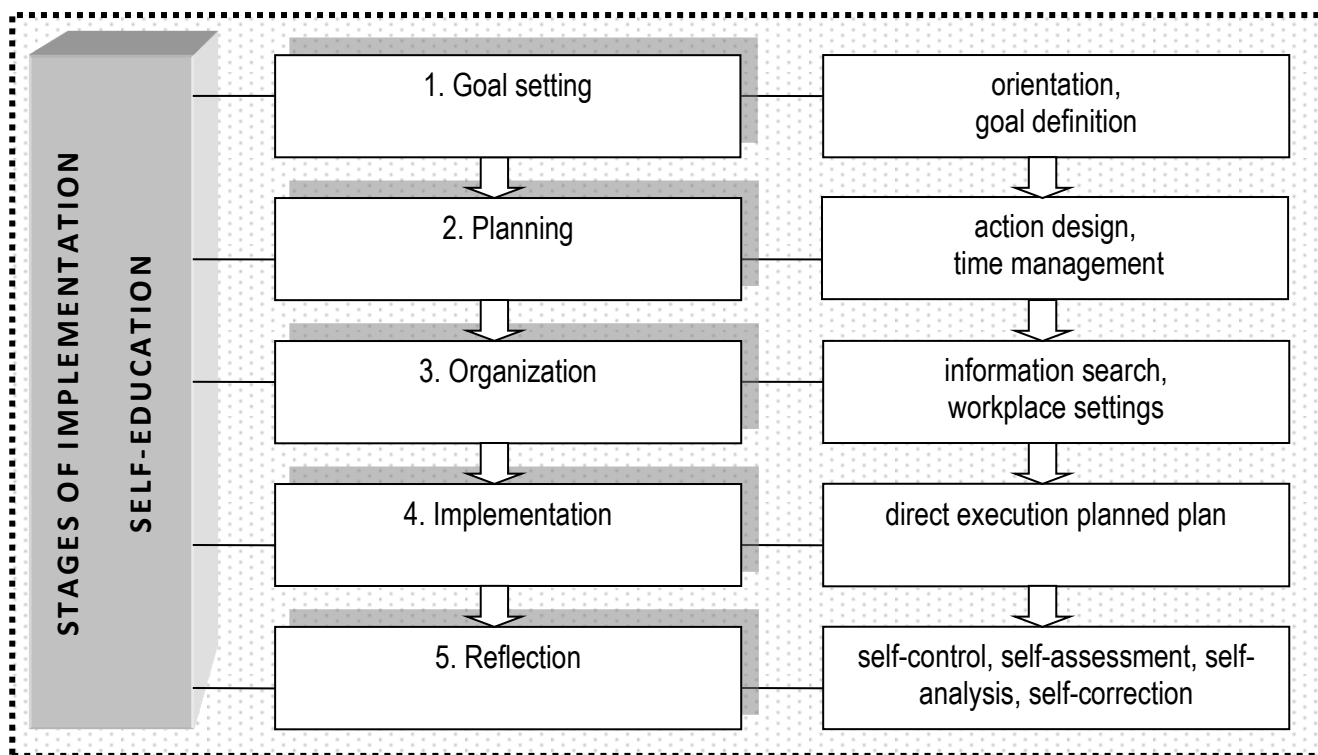 STAGES OF IMPLEMENTATION
SELF-EDUCATION
1. Goal setting
orientation,
goal definition
2. Planning
action design,
time management
3. Organization
information search,
workplace settings
4. Implementation
direct execution planned plan
5. Reflection
self-control, self-assessment, self-
analysis, self-correction